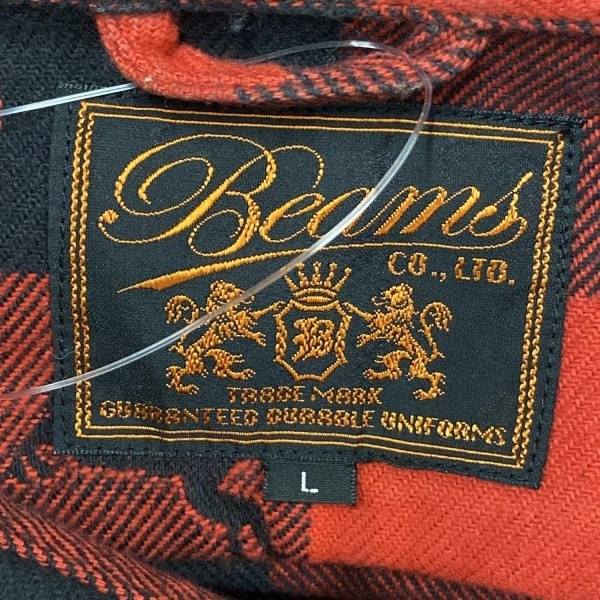 Beams
CO., LTD.
B
TRADE MARK
GUARANTEED DURABLE UNIFORMS
L